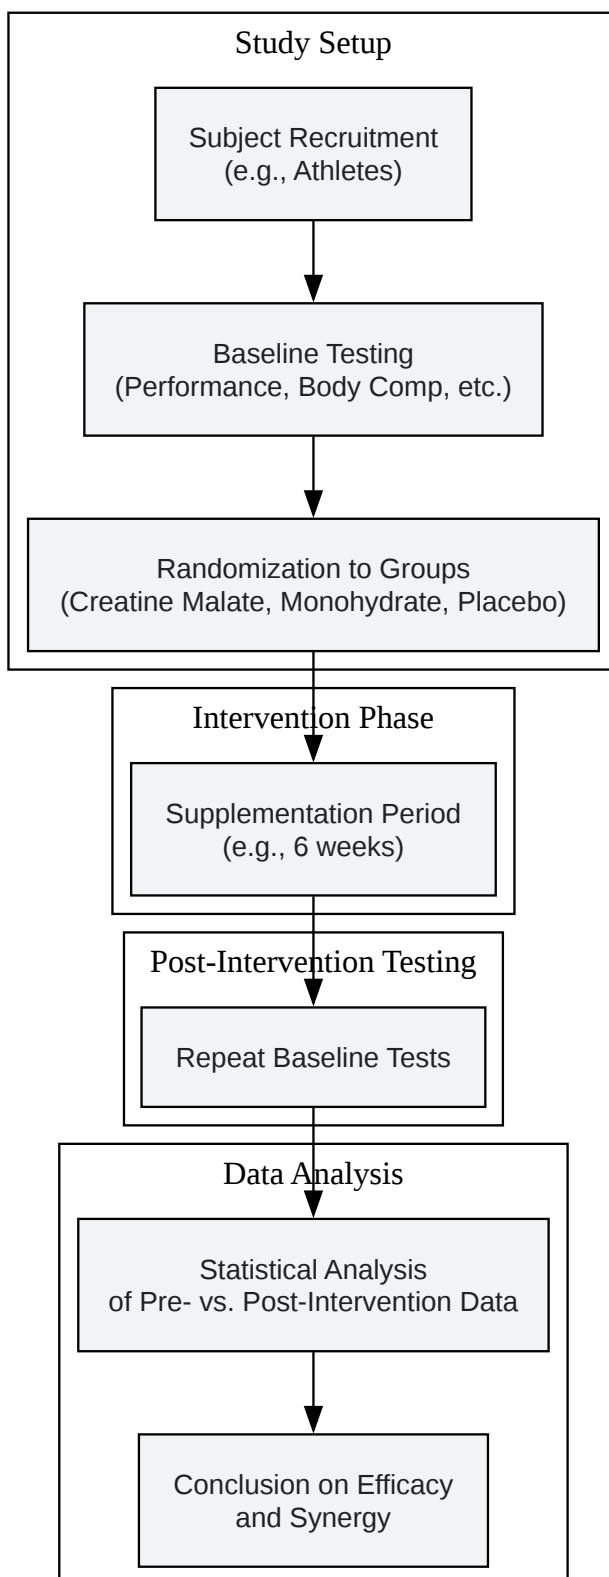 Study Setup
Subject Recruitment
(e.g., Athletes)
Baseline Testing
(Performance, Body Comp, etc.)
Randomization to Groups
(Creatine Malate, Monohydrate, Placebo)
Intervention Phase
Supplementation Period
(e.g., 6 weeks)
Post-Intervention Testing
Repeat Baseline Tests
Data Analysis
Statistical Analysis
of Pre- vs. Post-Intervention Data
Conclusion on Efficacy
and Synergy